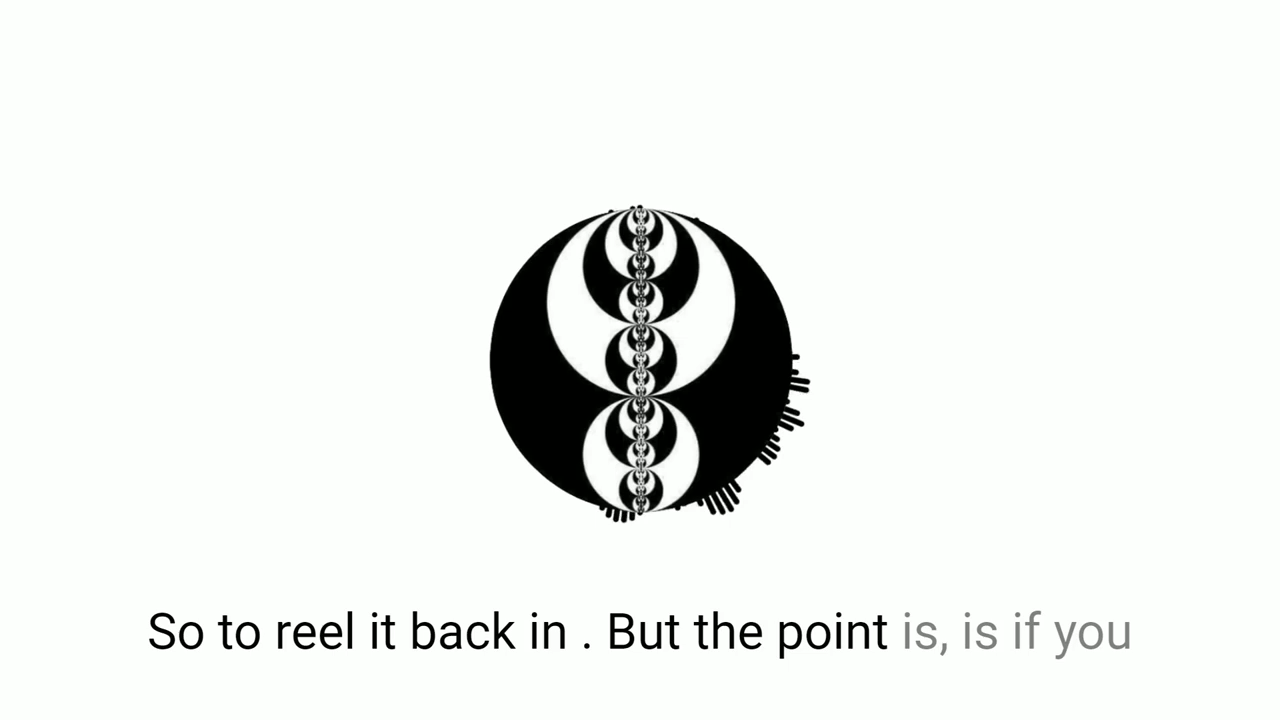 So to reel it back in . But the point is, is if you